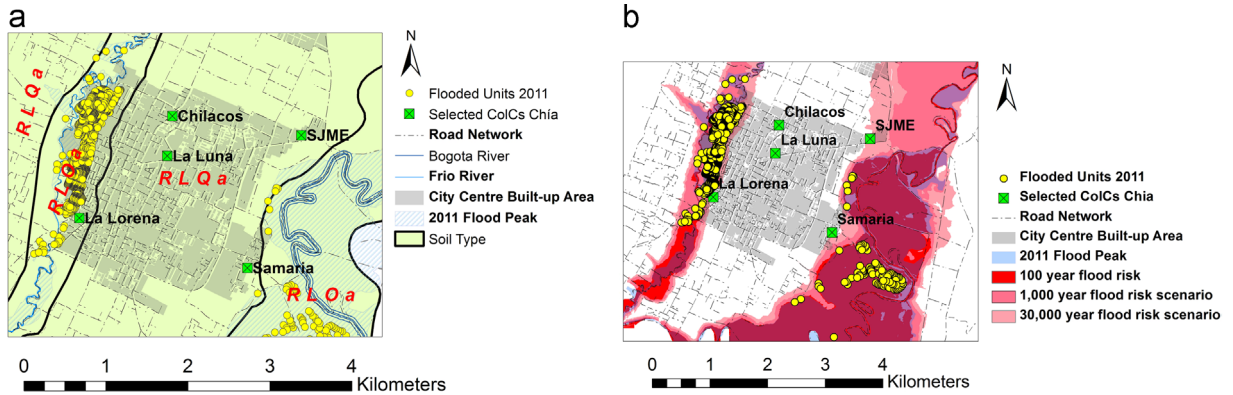 a
N
RLQa
RLOa
RLQa
RLOa
Chilacos
SJME
La Luna
La Lorena
Samaria
Flooded Units 2011
Selected ColCs Chía
Road Network
Bogota River
Frio River
City Centre Built-up Area
2011 Flood Peak
Soil Type
0 1 2 3 4
Kilometers
b
N
Chilacos
SJME
La Luna
La Lorena
Samaria
Flooded Units 2011
Selected ColCs Chia
Road Network
City Centre Built-up Area
2011 Flood Peak
100 year flood risk
1,000 year flood risk scenario
30,000 year flood risk scenario
0 1 2 3 4
Kilometers